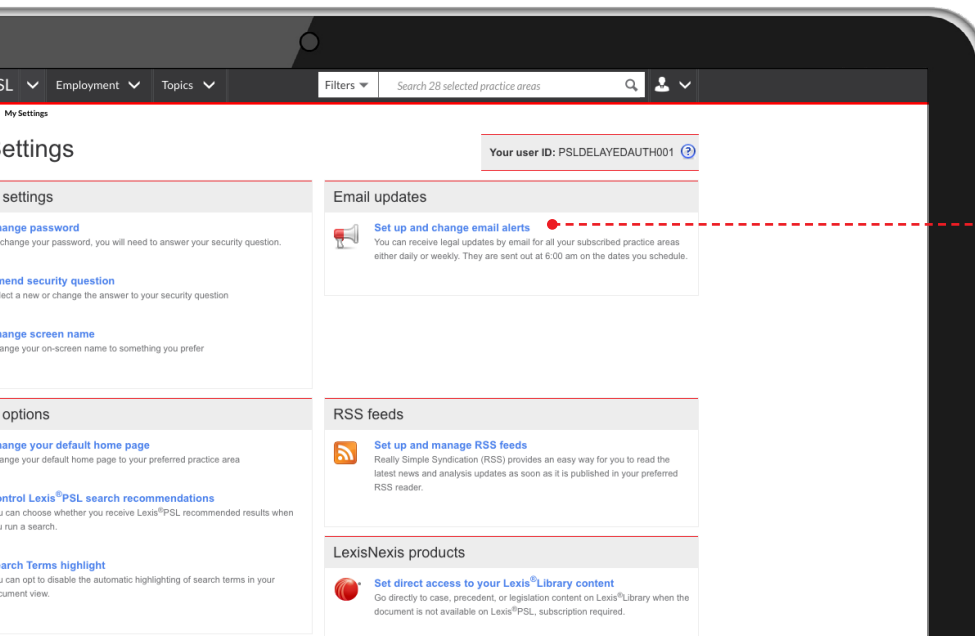 SL Employment Topics Filters Search 28 selected practice areas
My Settings
ettings
Your user ID: PSLDELAYEDAUTH001 ?
settings
ange password
change your password, you will need to answer your security question.
mend security question
lect a new or change the answer to your security question
ange screen name
ange your on-screen name to something you prefer
Email updates
Set up and change email alerts
You can receive legal updates by email for all your subscribed practice areas
either daily or weekly. They are sent out at 6:00 am on the dates you schedule.
options
ange your default home page
ange your default home page to your preferred practice area
ontrol Lexis®PSL search recommendations
u can choose whether you receive Lexis®PSL recommended results when
u run a search.
arch Terms highlight
u can opt to disable the automatic highlighting of search terms in your
cument view.
RSS feeds
Set up and manage RSS feeds
Really Simple Syndication (RSS) provides an easy way for you to read the
latest news and analysis updates as soon as it is published in your preferred
RSS reader.
LexisNexis products
Set direct access to your Lexis®Library content
Go directly to case, precedent, or legislation content on Lexis®Library when the
document is not available on Lexis®PSL, subscription required.